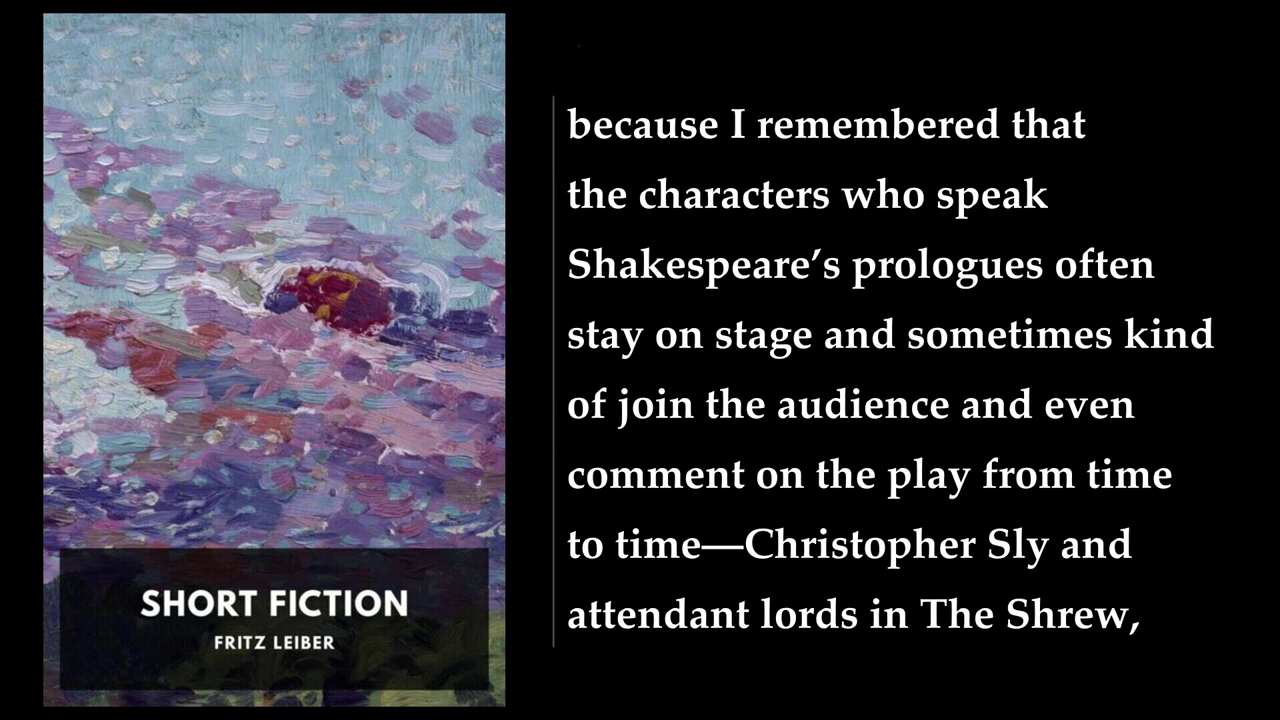 SHORT FICTION
FRITZ LEIBER
because I remembered that
the characters who speak
Shakespeare’s prologues often
stay on stage and sometimes kind
of join the audience and even
comment on the play from time
to time—Christopher Sly and
attendant lords in The Shrew,